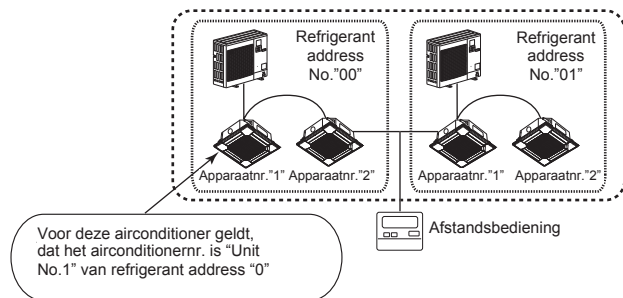 Refrigerant
address
No."00"
Refrigerant
address
No."01"
Apparaatnr."1" Apparaatnr."2"
Apparaatnr."1" Apparaatnr."2"
Afstandsbediening
Voor deze airconditioner geldt,
dat het airconditionernr. is “Unit
No.1” van refrigerant address “0”